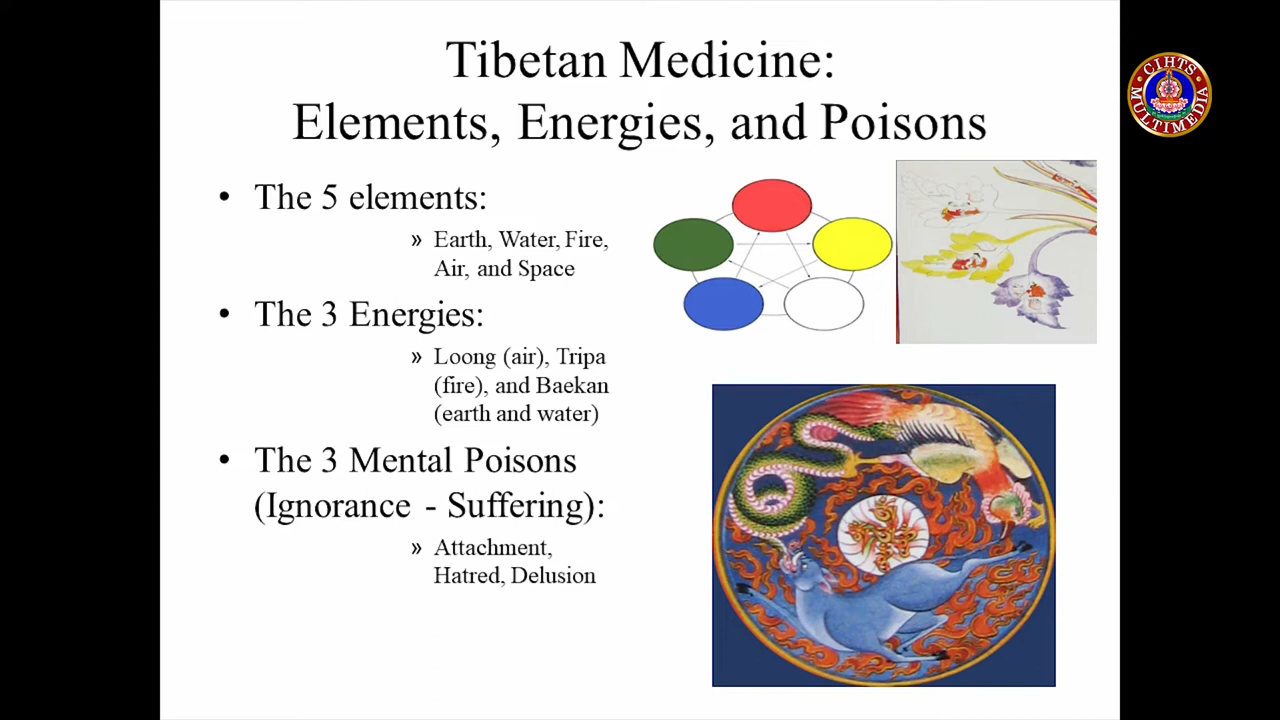 Tibetan Medicine:
Elements, Energies, and Poisons
• The 5 elements:
» Earth, Water, Fire,
Air, and Space
• The 3 Energies:
» Loong (air), Tripa
(fire), and Baekan
(earth and water)
• The 3 Mental Poisons
(Ignorance - Suffering):
» Attachment,
Hatred, Delusion
CIHTS
MULTIMEDIA